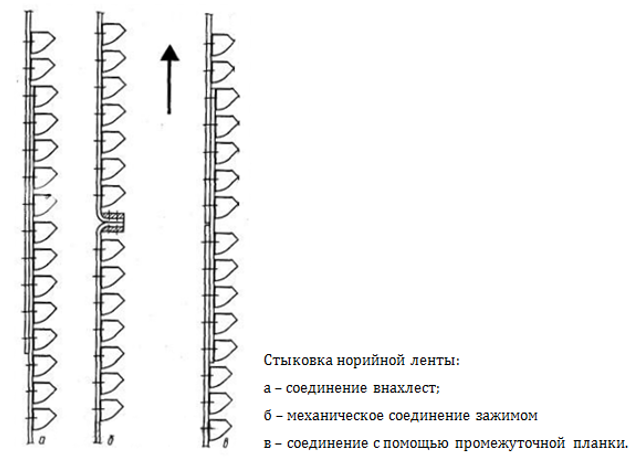 а
б
в
Стыковка норийной ленты:
а – соединение внахлест;
б – механическое соединение зажимом
в – соединение с помощью промежуточной планки.